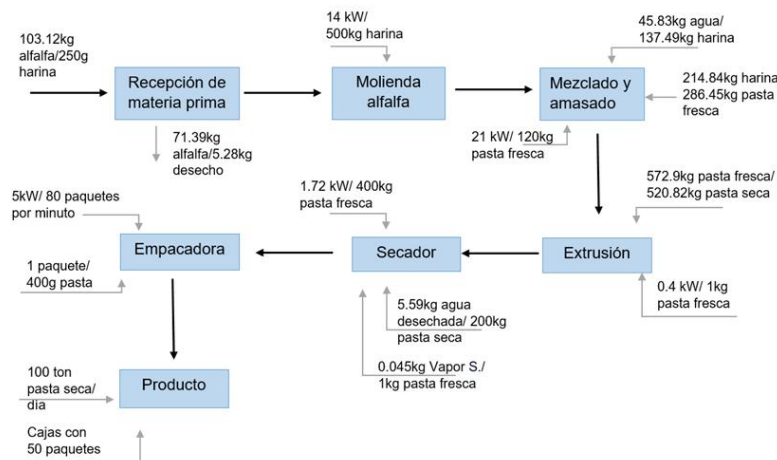 103.12kg
alfalfa/250g
harina
Recepción de
materia prima
71.39kg
alfalfa/5.28kg
desecho
14 kW/
500kg harina
Molienda
alfalfa
45.83kg agua/
137.49kg harina
Mezclado y
amasado
214.84kg harina
286.45kg pasta
fresca
21 kW/ 120kg
pasta fresca
572.9kg pasta fresca/
520.82kg pasta seca
Extrusión
0.4 kW/ 1kg
pasta fresca
1.72 kW/ 400kg
pasta fresca
Secador
5.59kg agua
desechada/ 200kg
pasta seca
0.045kg Vapor S./
1kg pasta fresca
5kW/ 80 paquetes
por minuto
Empacadora
1 paquete/
400g pasta
100 ton
pasta seca/
dia
Producto
Cajas con
50 paquetes